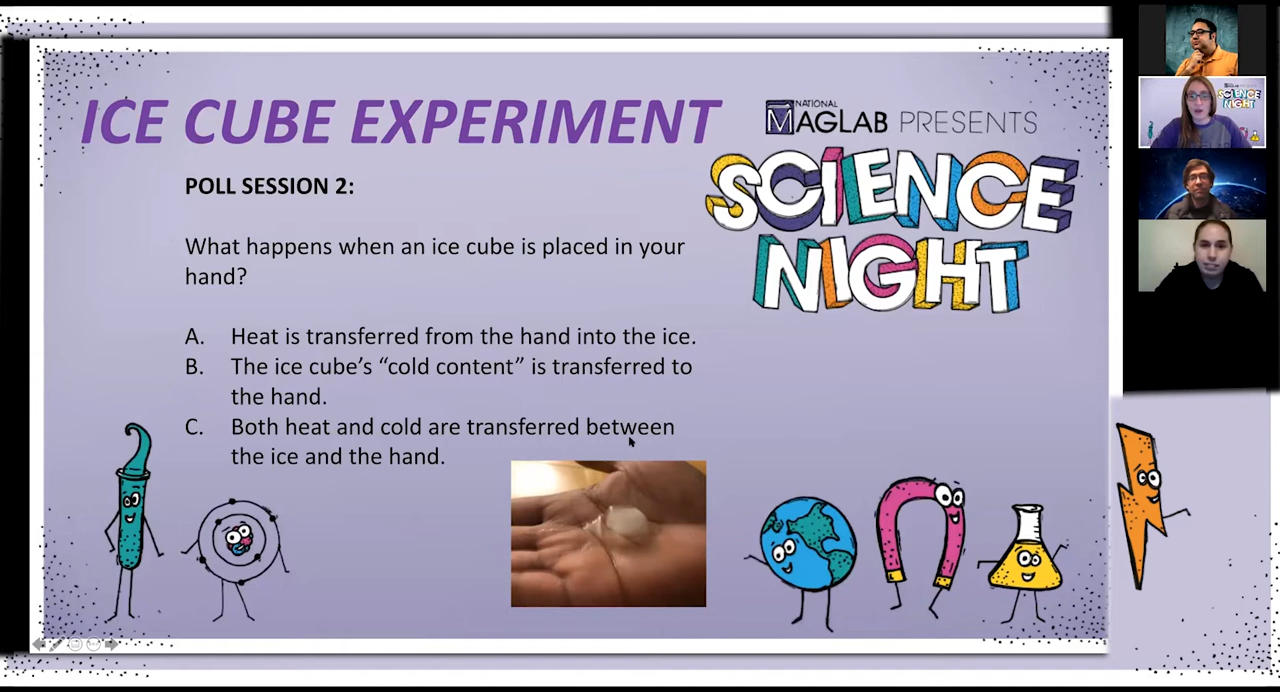 ICE CUBE EXPERIMENT
NATIONAL
MAGLAB PRESENTS
SCIENCE
NIGHT
POLL SESSION 2:
What happens when an ice cube is placed in your
hand?
A. Heat is transferred from the hand into the ice.
B. The ice cube’s “cold content” is transferred to
the hand.
C. Both heat and cold are transferred between
the ice and the hand.
SCIENCE
NIGHT